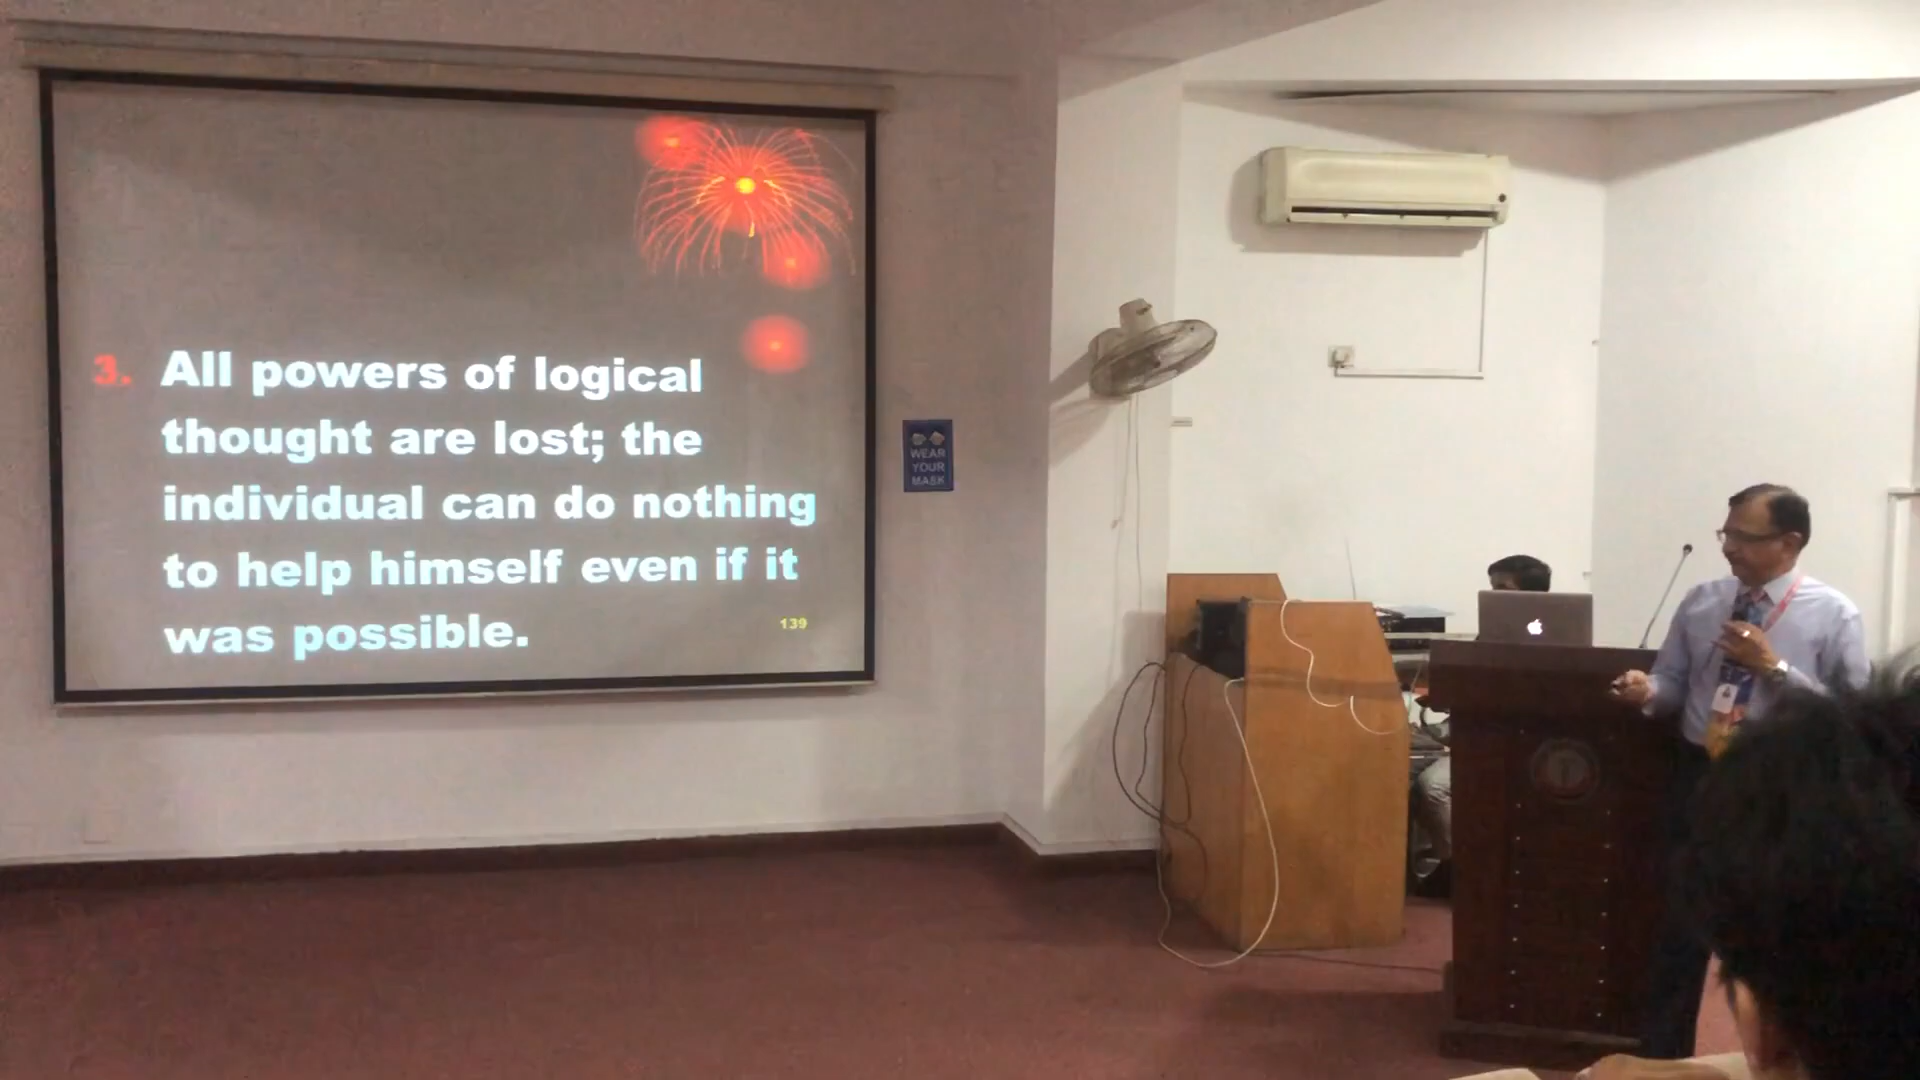 3. All powers of logical
thought are lost; the
individual can do nothing
to help himself even if it
was possible.
139
WEAR
YOUR
MASK